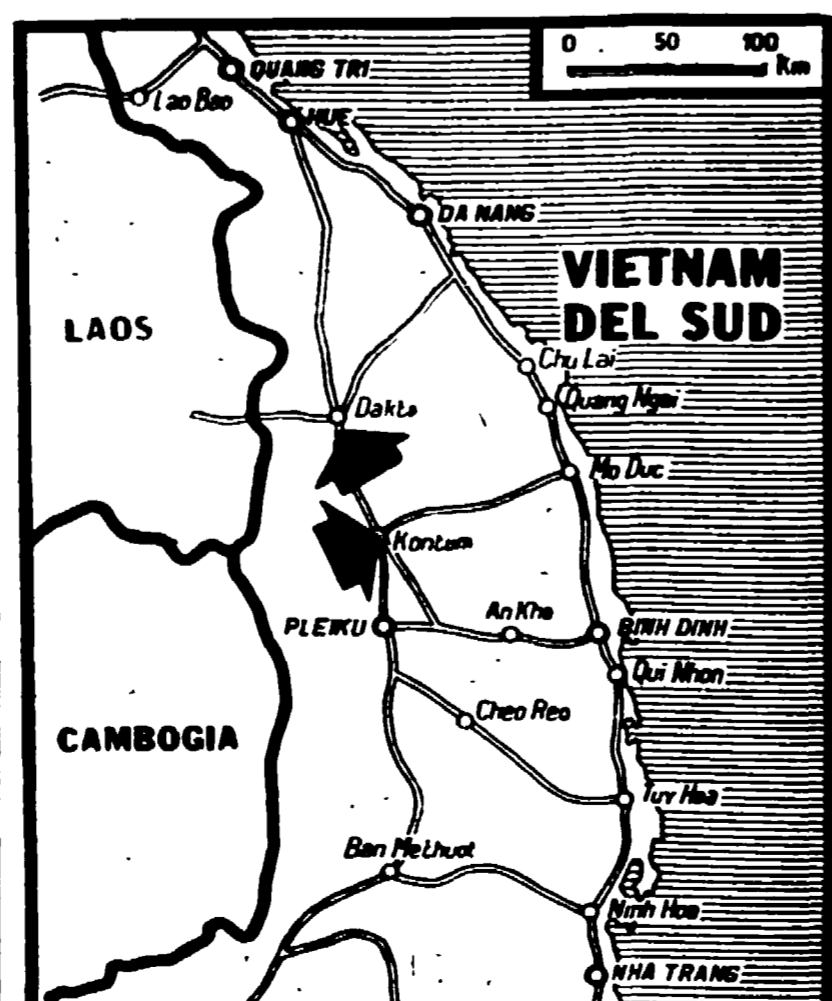 0 50 100
Km
QUANG TRI
Lao Bao
HUE
DA NANG
VIETNAM
DEL SUD
LAOS
Chu Lai
Dakto
Quang Ngai
Mo Duc
Kontum
An Khe
PLEIKU
BINH DINH
Qui Nhon
Cheo Reo
CAMBOGIA
Tuy Hoa
Ban Methuot
Ninh Hoa
NHA TRANG